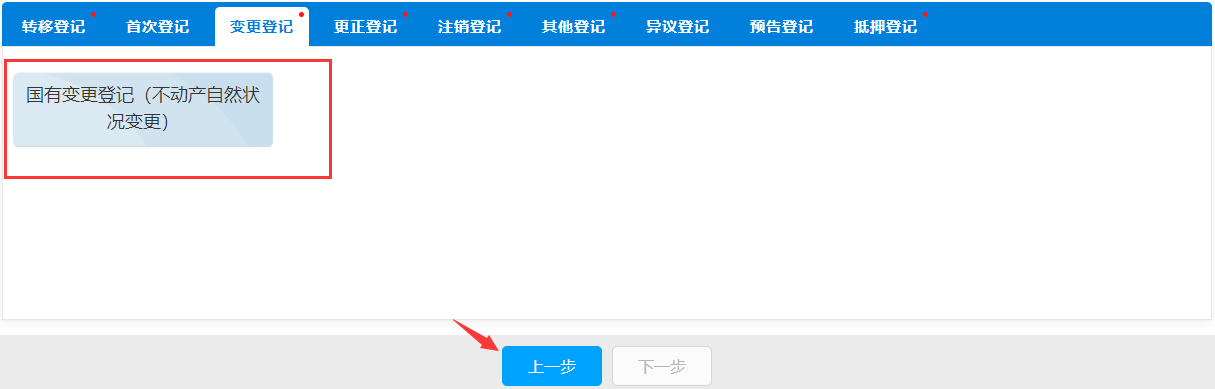 转移登记 首次登记 变更登记 更正登记 注销登记 其他登记 异议登记 预告登记 抵押登记
国有变更登记（不动产自然状
况变更）
上一步 下一步